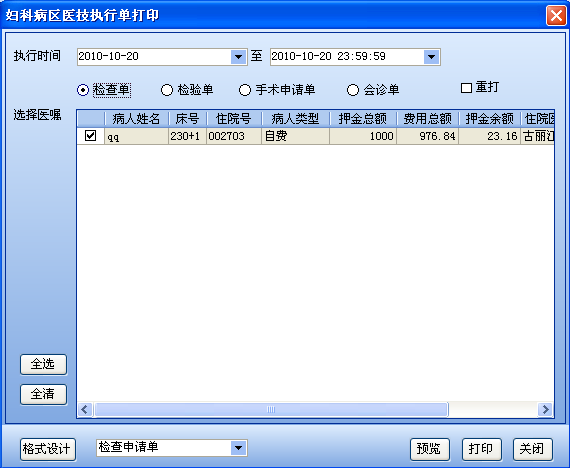 妇科病区医技执行单打印
执行时间 2010-10-20 至 2010-10-20 23:59:59
检查单 检验单 手术申请单 会诊单 重打
选择医嘱
病人姓名 床号 住院号 病人类型 押金总额 费用总额 押金余额 住院医
qq 230+1 002703 自费 1000 976.84 23.16 古丽江
全选
全清
格式设计 检查申请单 预览 打印 关闭